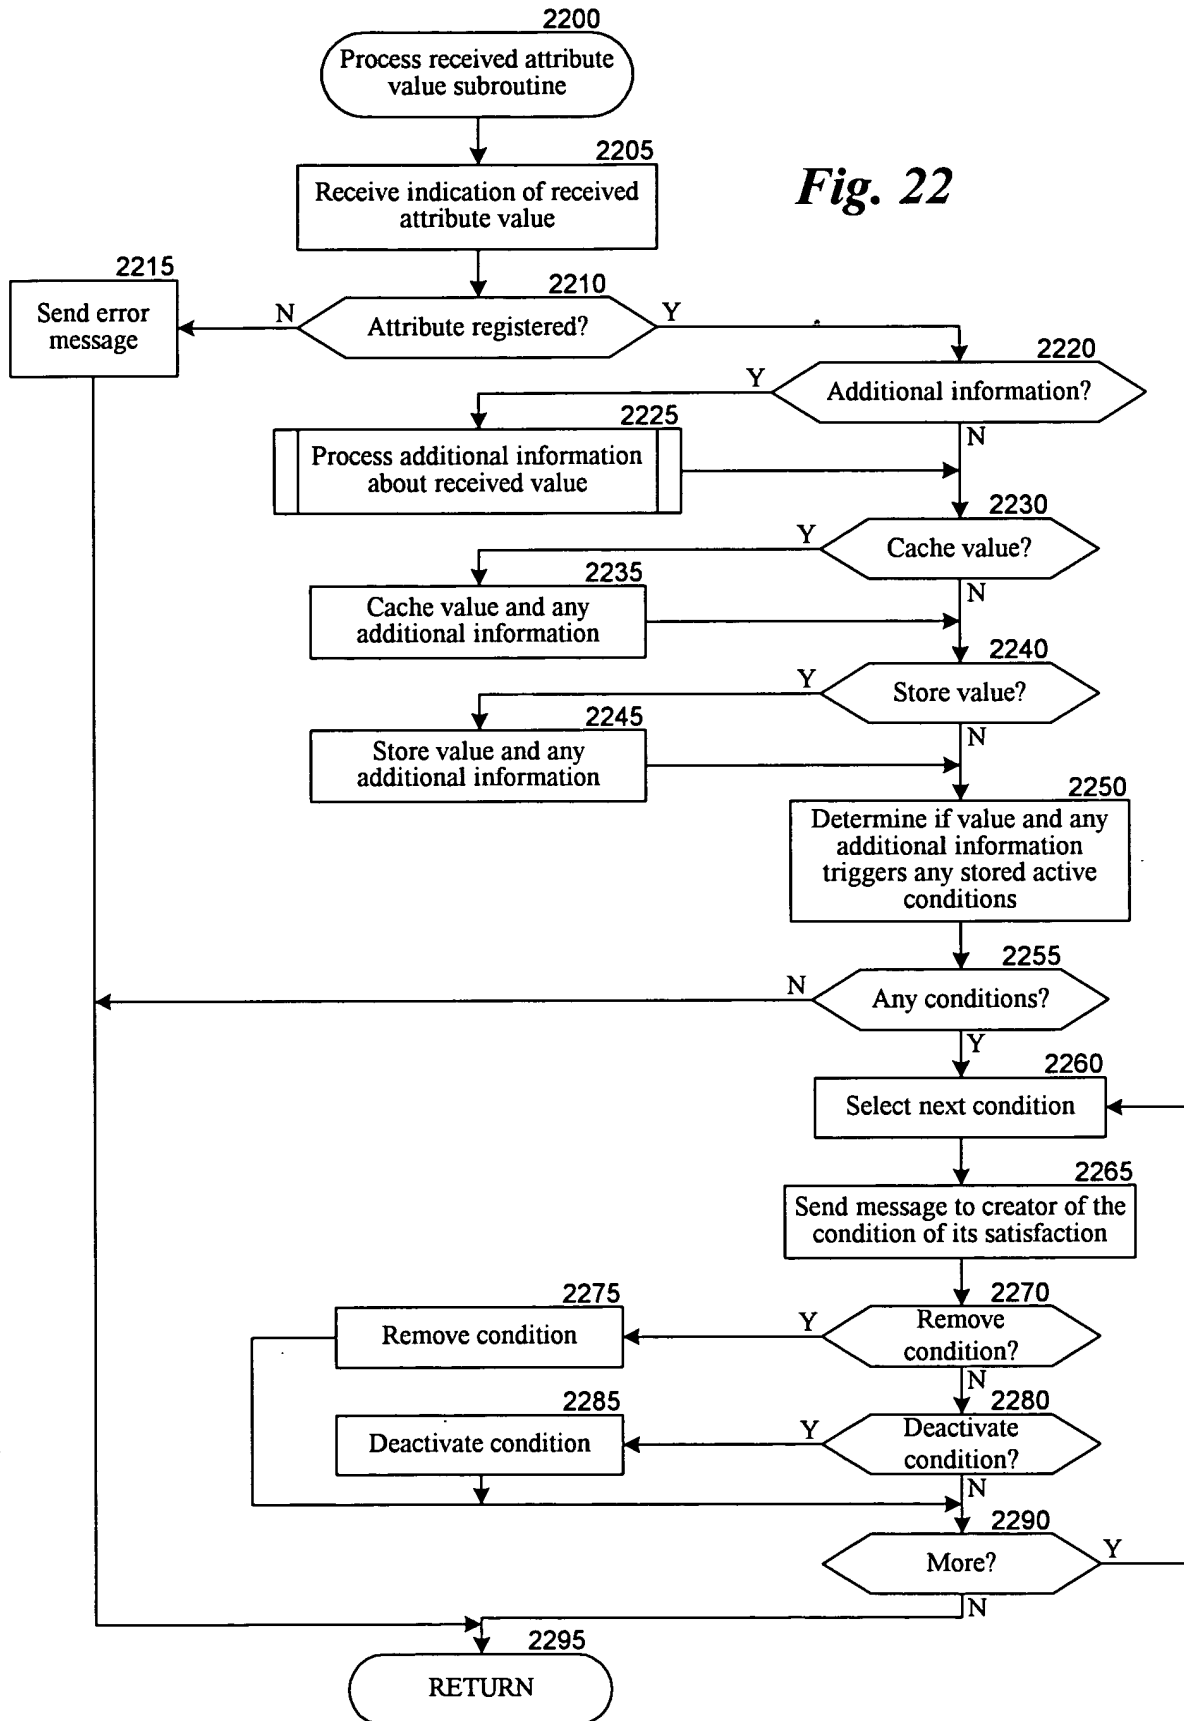 2200
Process received attribute
value subroutine
2205
Receive indication of received
attribute value
Fig. 22
2215
Send error
message
2210
N
Attribute registered?
Y
2220
Y
Additional information?
N
2225
Process additional information
about received value
2230
Y
Cache value?
N
2235
Cache value and any
additional information
2240
Y
Store value?
N
2245
Store value and any
additional information
2250
Determine if value and any
additional information
triggers any stored active
conditions
2255
N
Any conditions?
Y
2260
Select next condition
2265
Send message to creator of the
condition of its satisfaction
2270
Y
Remove
condition?
N
2275
Remove condition
2280
Y
Deactivate
condition?
N
2285
Deactivate condition
2290
More?
Y
N
2295
RETURN